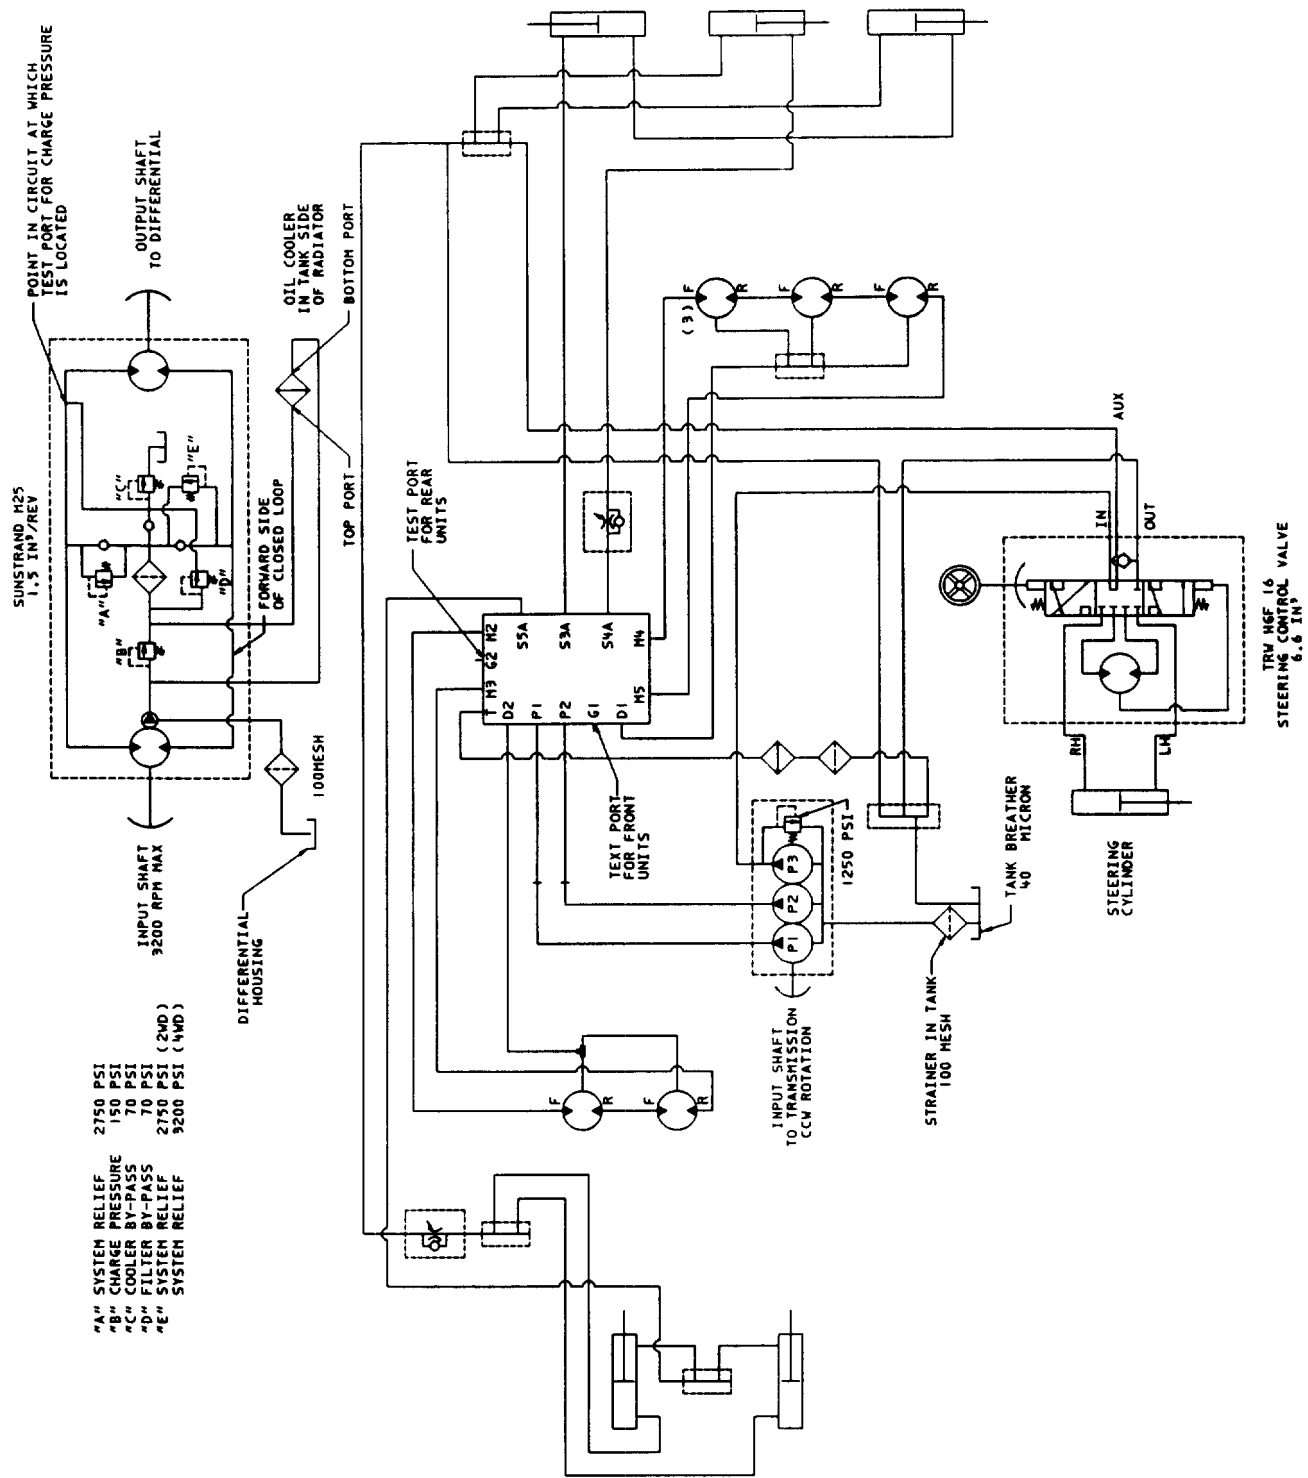 "A" SYSTEM RELIEF 2750 PSI
"B" CHARGE PRESSURE 150 PSI
"C" COOLER BY-PASS 70 PSI
"D" FILTER BY-PASS 70 PSI
"E" SYSTEM RELIEF 2750 PSI (2WD)
SYSTEM RELIEF 3200 PSI (4WD)
SUNSTRAND M25
1.5 IN³/REV
POINT IN CIRCUIT AT WHICH
TEST PORT FOR CHARGE PRESSURE
IS LOCATED
INPUT SHAFT
3200 RPM MAX
OUTPUT SHAFT
TO DIFFERENTIAL
"A"
"B"
"C"
"D"
"E"
FORWARD SIDE
OF CLOSED LOOP
DIFFERENTIAL
HOUSING
100MESH
OIL COOLER
IN TANK SIDE
OF RADIATOR
TOP PORT
BOTTOM PORT
TEST PORT
FOR REAR
UNITS
T
M3
G2
M2
D2
P1
P2
G1
D1
S5A
S3A
S4A
M5
M4
TEXT PORT
FOR FRONT
UNITS
F
R
F
R
(3)
F
R
F
R
F
R
INPUT SHAFT
TO TRANSMISSION
CCW ROTATION
P1
P2
P3
1250 PSI
STRAINER IN TANK
100 MESH
TANK BREATHER
40 MICRON
STEERING
CYLINDER
RH
LH
IN
OUT
AUX
TRW HGF 16
STEERING CONTROL VALVE
6.6 IN³